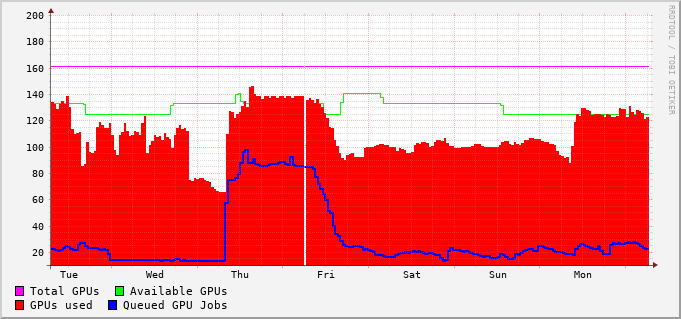 200
180
160
140
120
100
80
60
40
20
Tue Wed Thu Fri Sat Sun Mon
Total GPUs Available GPUs
GPUs used Queued GPU Jobs
RRDTOOL / TOBI OETIKER